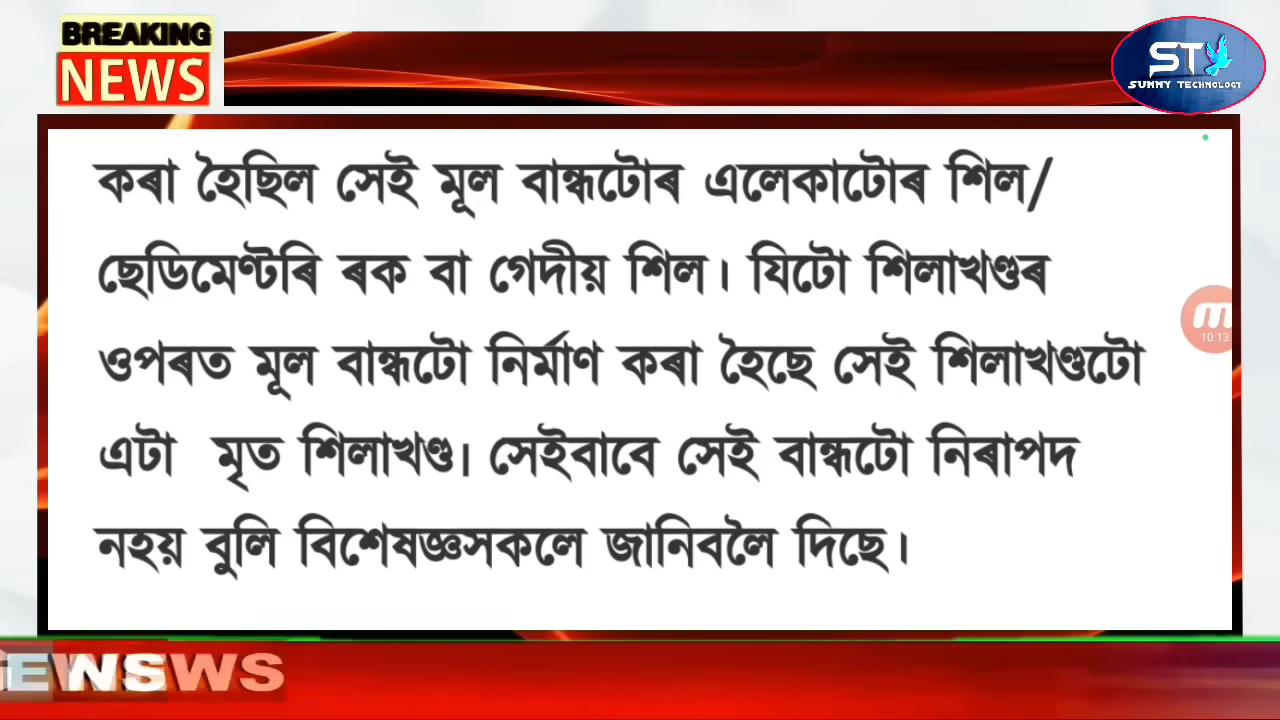 BREAKING
NEWS
ST
SUNNY TECHNOLOGY
কৰা হৈছিল সেই মূল বান্ধটোৰ এলেকাটোৰ শিল/
ছেডিমেণ্টৰি ৰক বা গেদীয় শিল। যিটো শিলাখণ্ডৰ
ওপৰত মূল বান্ধটো নিৰ্মাণ কৰা হৈছে সেই শিলাখণ্ডটো
এটা মৃত শিলাখণ্ড। সেইবাবে সেই বান্ধটো নিৰাপদ
নহয় বুলি বিশেষজ্ঞসকলে জানিবলৈ দিছে।
10:13